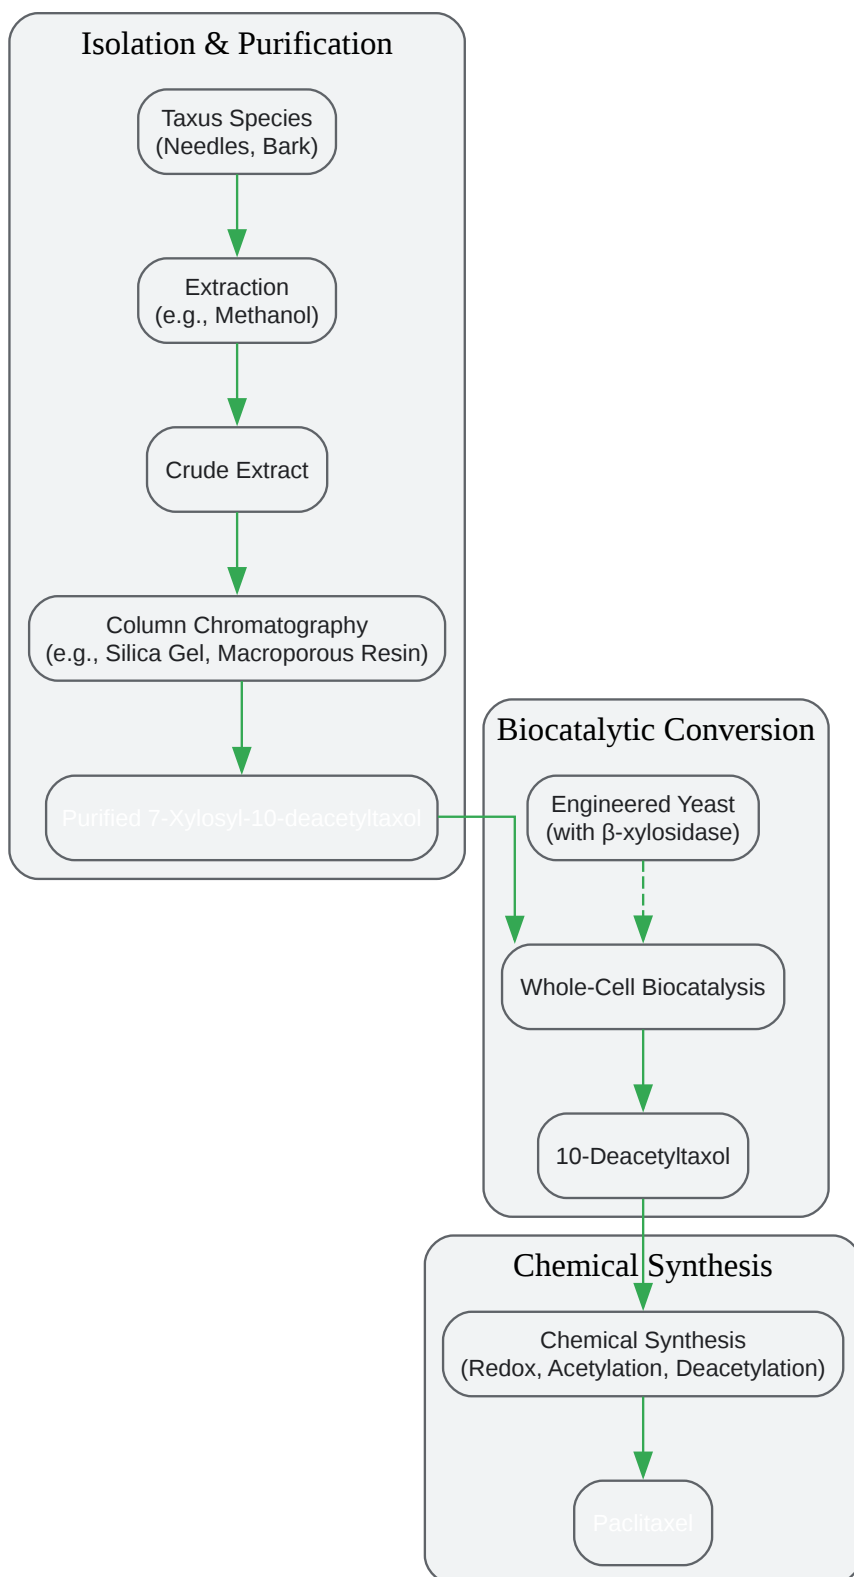 Isolation & Purification
Taxus Species
(Needles, Bark)
Extraction
(e.g., Methanol)
Crude Extract
Column Chromatography
(e.g., Silica Gel, Macroporous Resin)
Purified 7-Xylosyl-10-deacetyltaxol
Biocatalytic Conversion
Engineered Yeast
(with β-xylosidase)
Whole-Cell Biocatalysis
10-Deacetyltaxol
Chemical Synthesis
Chemical Synthesis
(Redox, Acetylation, Deacetylation)
Paclitaxel